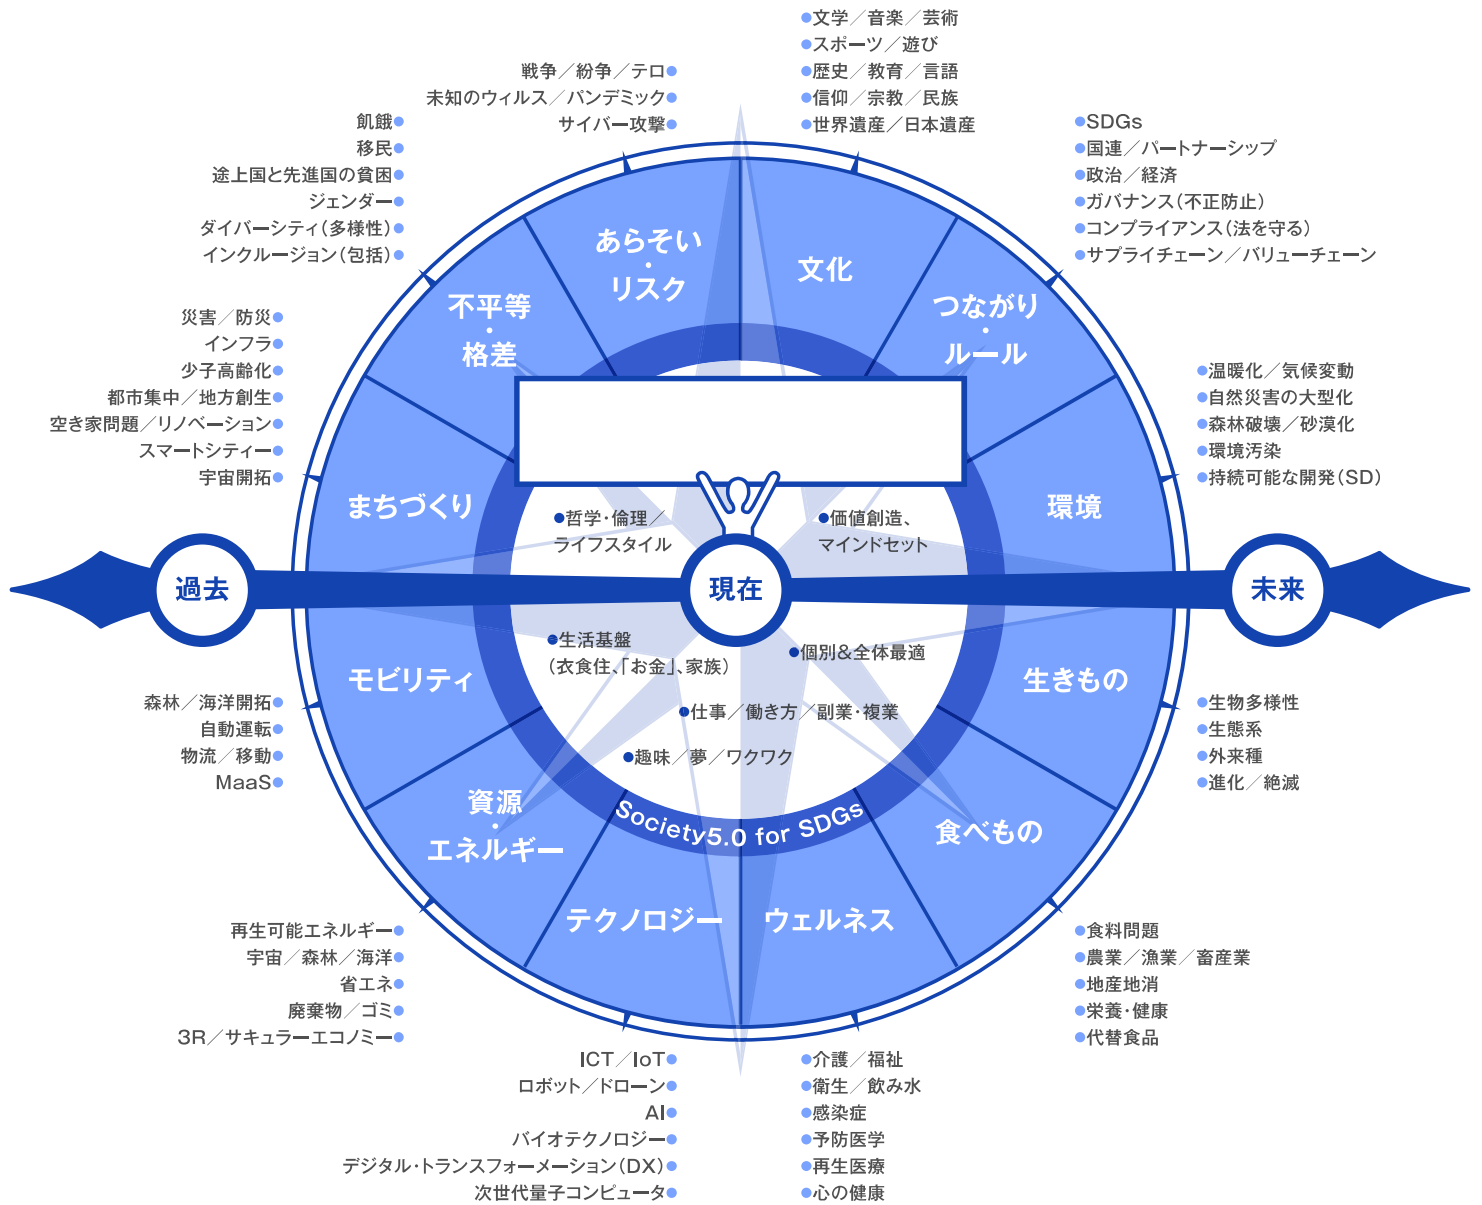 ●文学／音楽／芸術
●スポーツ／遊び
●歴史／教育／言語
●信仰／宗教／民族
●世界遺産／日本遺産
戦争／紛争／テロ●
未知のウィルス／パンデミック●
サイバー攻撃●
飢餓●
移民●
途上国と先進国の貧困●
ジェンダー●
ダイバーシティ（多様性）●
インクルージョン（包括）●
●SDGs
●国連／パートナーシップ
●政治／経済
●ガバナンス（不正防止）
●コンプライアンス（法を守る）
●サプライチェーン／バリューチェーン
災害／防災●
インフラ●
少子高齢化●
都市集中／地方創生●
空き家問題／リノベーション●
スマートシティー●
宇宙開拓●
●温暖化／気候変動
●自然災害の大型化
●森林破壊／砂漠化
●環境汚染
●持続可能な開発（SD）
あらそい
・
リスク
文化
不平等
・
格差
つながり
・
ルール
まちづくり
環境
●哲学・倫理／
ライフスタイル
●価値創造、
マインドセット
過去
現在
未来
●生活基盤
（衣食住、「お金」、家族）
●個別&全体最適
●仕事／働き方／副業・複業
●趣味／夢／ワクワク
モビリティ
生きもの
資源
・
エネルギー
食べもの
Society5.0 for SDGs
テクノロジー
ウェルネス
森林／海洋開拓●
自動運転●
物流／移動●
MaaS●
●生物多様性
●生態系
●外来種
●進化／絶滅
再生可能エネルギー●
宇宙／森林／海洋●
省エネ●
廃棄物／ゴミ●
3R／サキュラーエコノミー●
●食料問題
●農業／漁業／畜産業
●地産地消
●栄養・健康
●代替食品
ICT／IoT●
ロボット／ドローン●
AI●
バイオテクノロジー●
デジタル・トランスフォーメーション（DX）●
次世代量子コンピュータ●
●介護／福祉
●衛生／飲み水
●感染症
●予防医学
●再生医療
●心の健康